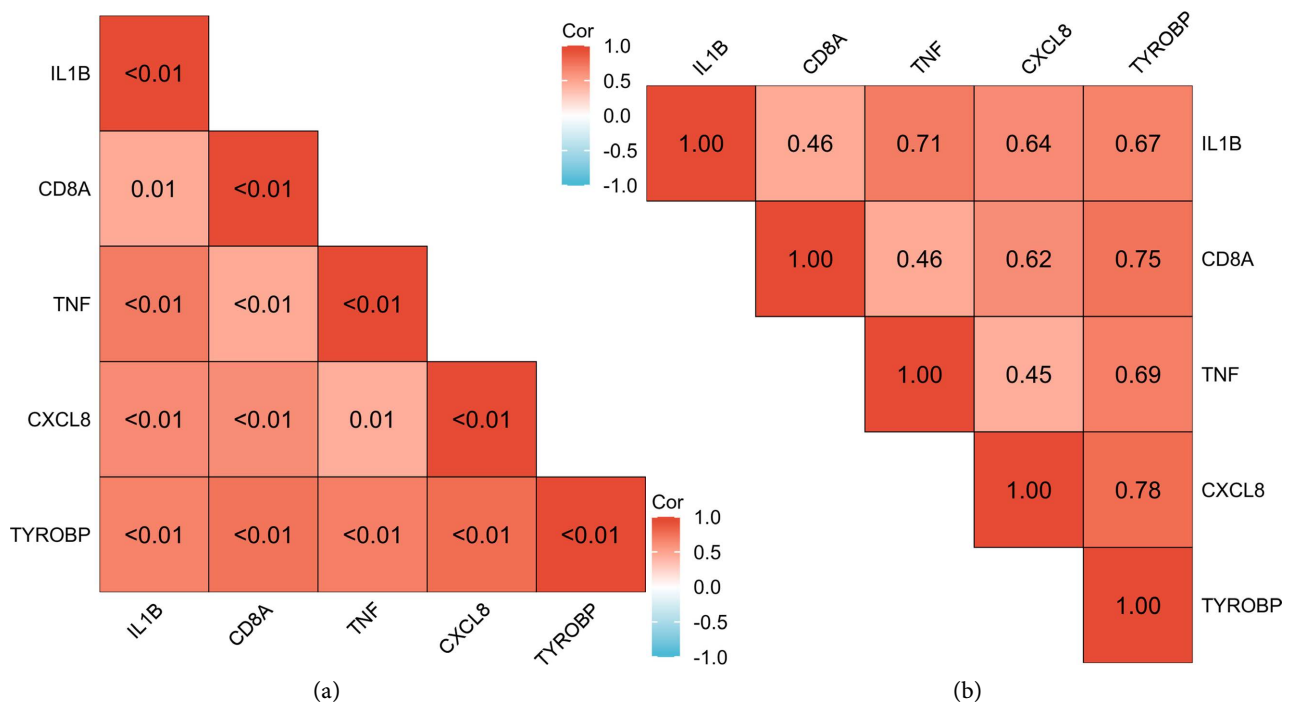 IL1B
<0.01
CD8A
0.01 <0.01
TNF
<0.01 <0.01 <0.01
CXCL8
<0.01 <0.01 0.01 <0.01
TYROBP
<0.01 <0.01 <0.01 <0.01 <0.01
IL1B CD8A TNF CXCL8 TYROBP
Cor
1.0
0.5
0.0
-0.5
-1.0
(a)
Cor
1.0
0.5
0.0
-0.5
-1.0
IL1B CD8A TNF CXCL8 TYROBP
1.00 0.46 0.71 0.64 0.67 IL1B
1.00 0.46 0.62 0.75 CD8A
1.00 0.45 0.69 TNF
1.00 0.78 CXCL8
1.00 TYROBP
(b)